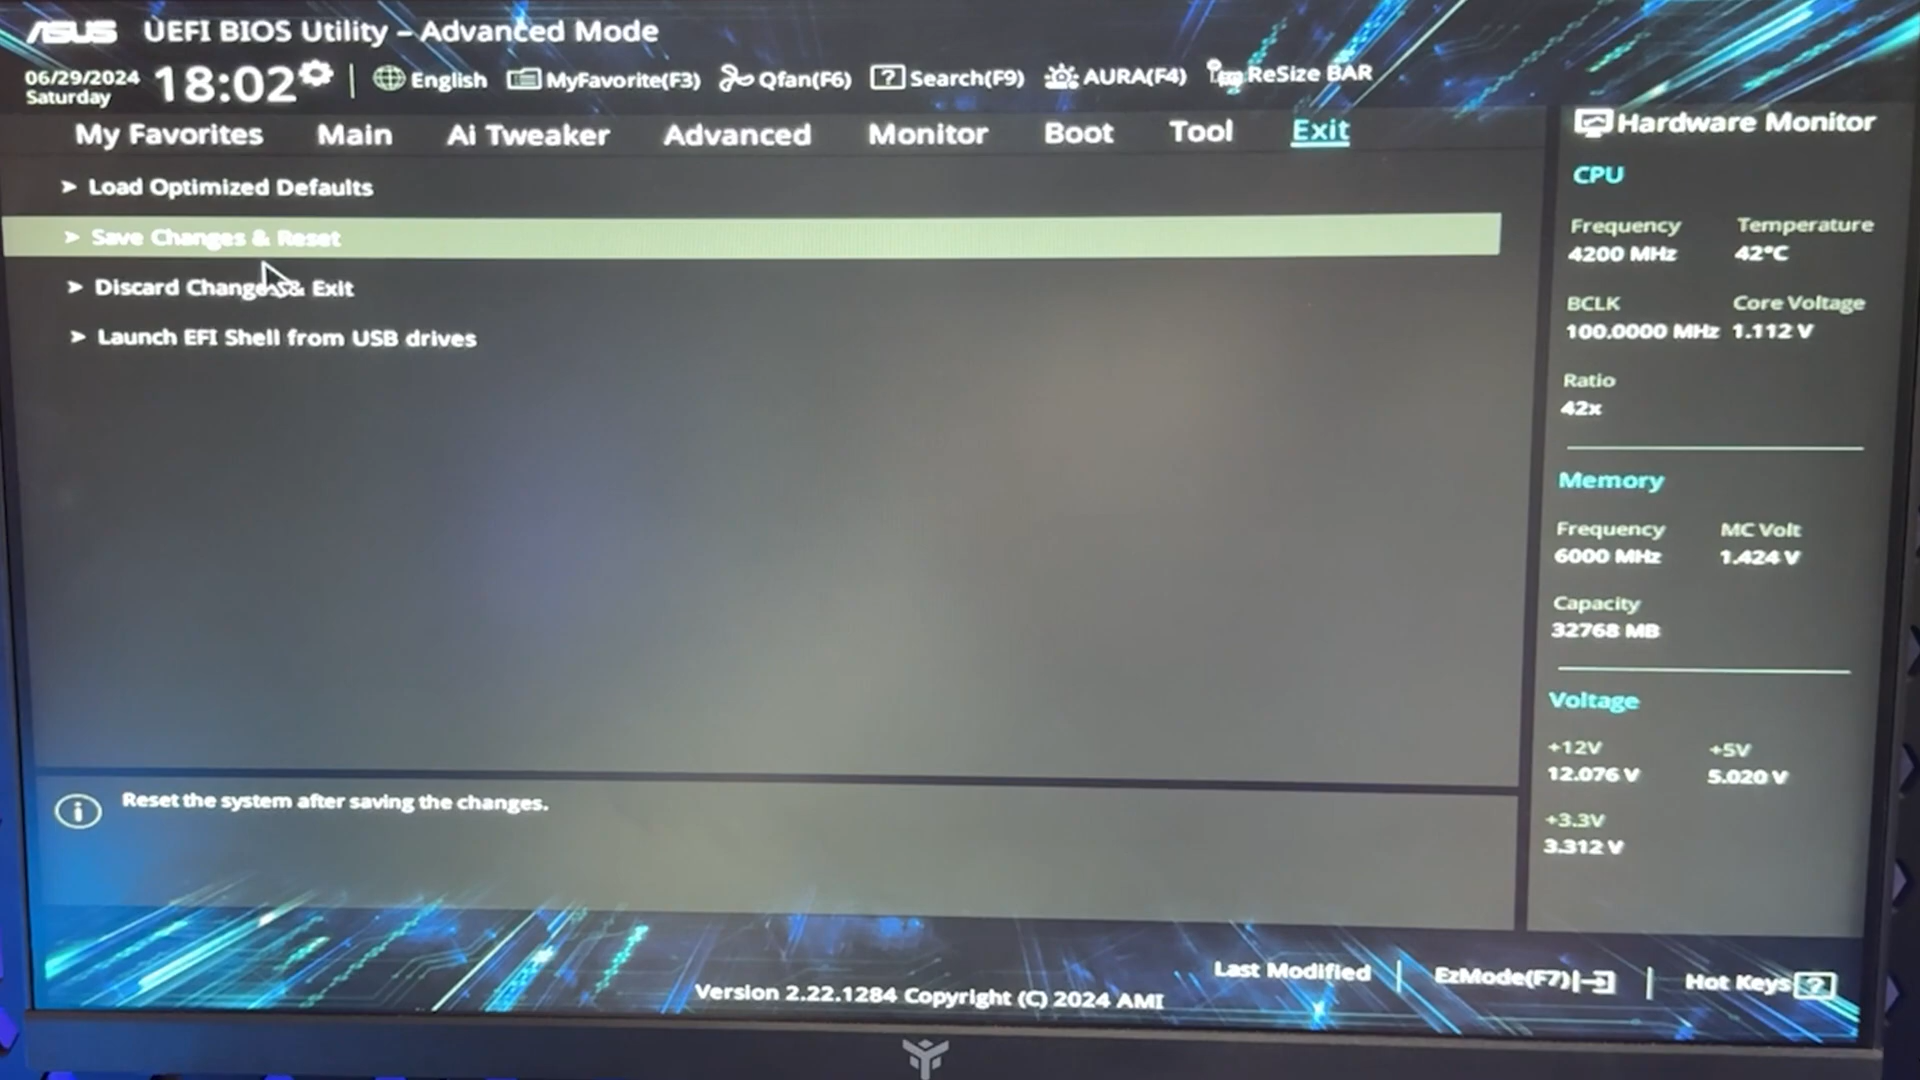 ASUS UEFI BIOS Utility – Advanced Mode
06/29/2024
Saturday
18:02
English MyFavorite(F3) Qfan(F6) Search(F9) AURA(F4) ReSize BAR
My Favorites Main Ai Tweaker Advanced Monitor Boot Tool Exit
Load Optimized Defaults
Save Changes & Reset
Discard Changes & Exit
Launch EFI Shell from USB drives
Reset the system after saving the changes.
Hardware Monitor
CPU
Frequency Temperature
4200 MHz 42°C
BCLK Core Voltage
100.0000 MHz 1.112 V
Ratio
42x
Memory
Frequency MC Volt
6000 MHz 1.424 V
Capacity
32768 MB
Voltage
+12V +5V
12.076 V 5.020 V
+3.3V
3.312 V
Last Modified EzMode(F7) Hot Keys ?
Version 2.22.1284 Copyright (C) 2024 AMI